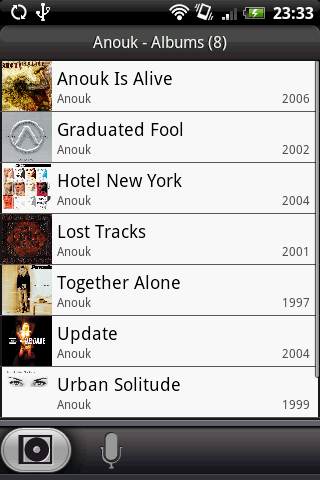 23:33
Anouk - Albums (8)
Anouk Is Alive
Anouk 2006
Graduated Fool
Anouk 2002
Hotel New York
Anouk 2004
Lost Tracks
Anouk 2001
Together Alone
Anouk 1997
Update
Anouk 2004
Urban Solitude
Anouk 1999